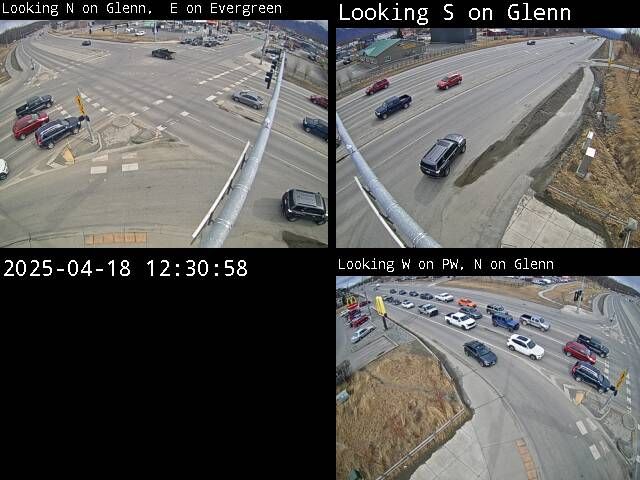 Looking N on Glenn, E on Evergreen
Looking S on Glenn
2025-04-18 12:30:58
Looking W on PW, N on Glenn